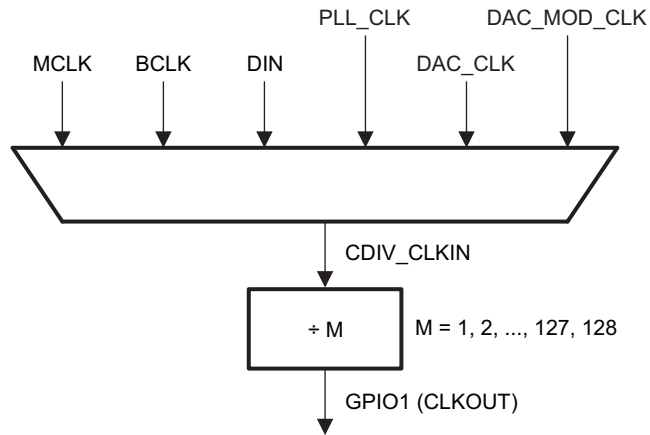 PLL_CLK DAC_MOD_CLK
MCLK BCLK DIN DAC_CLK
CDIV_CLKIN
÷ M M = 1, 2, ..., 127, 128
GPIO1 (CLKOUT)